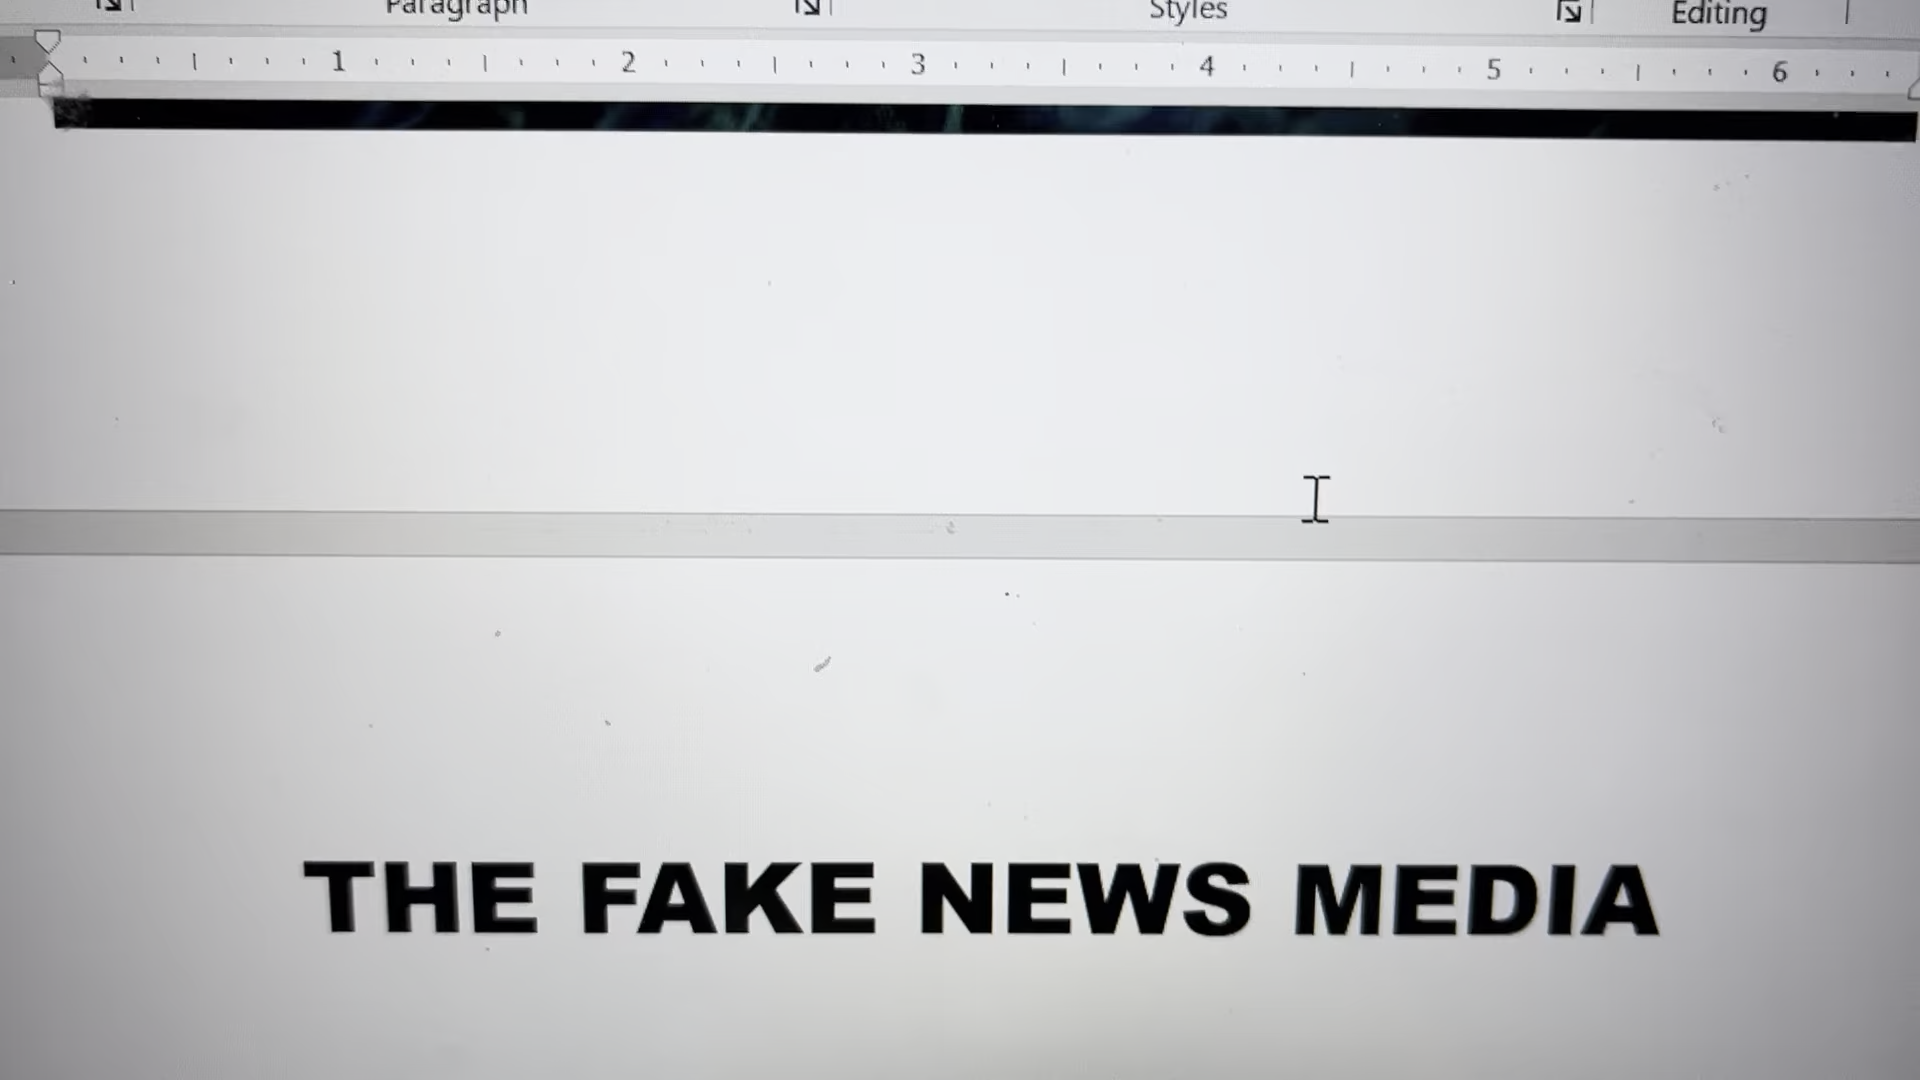 Paragraph
Styles
Editing
1 2 3 4 5 6
THE FAKE NEWS MEDIA